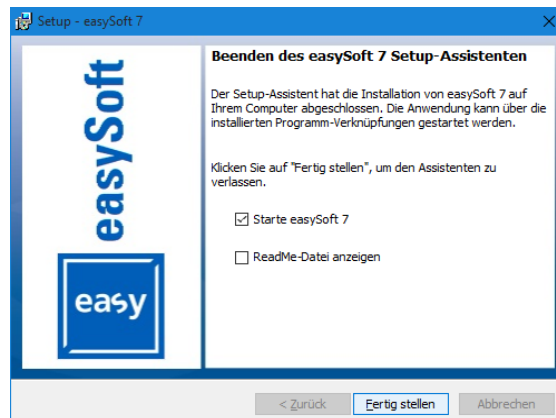 Setup - easySoft 7
easySoft
easy
Beenden des easySoft 7 Setup-Assistenten
Der Setup-Assistent hat die Installation von easySoft 7 auf
Ihrem Computer abgeschlossen. Die Anwendung kann über die
installierten Programm-Verknüpfungen gestartet werden.
Klicken Sie auf "Fertig stellen", um den Assistenten zu
verlassen.
Starte easySoft 7
ReadMe-Datei anzeigen
< Zurück
Fertig stellen
Abbrechen